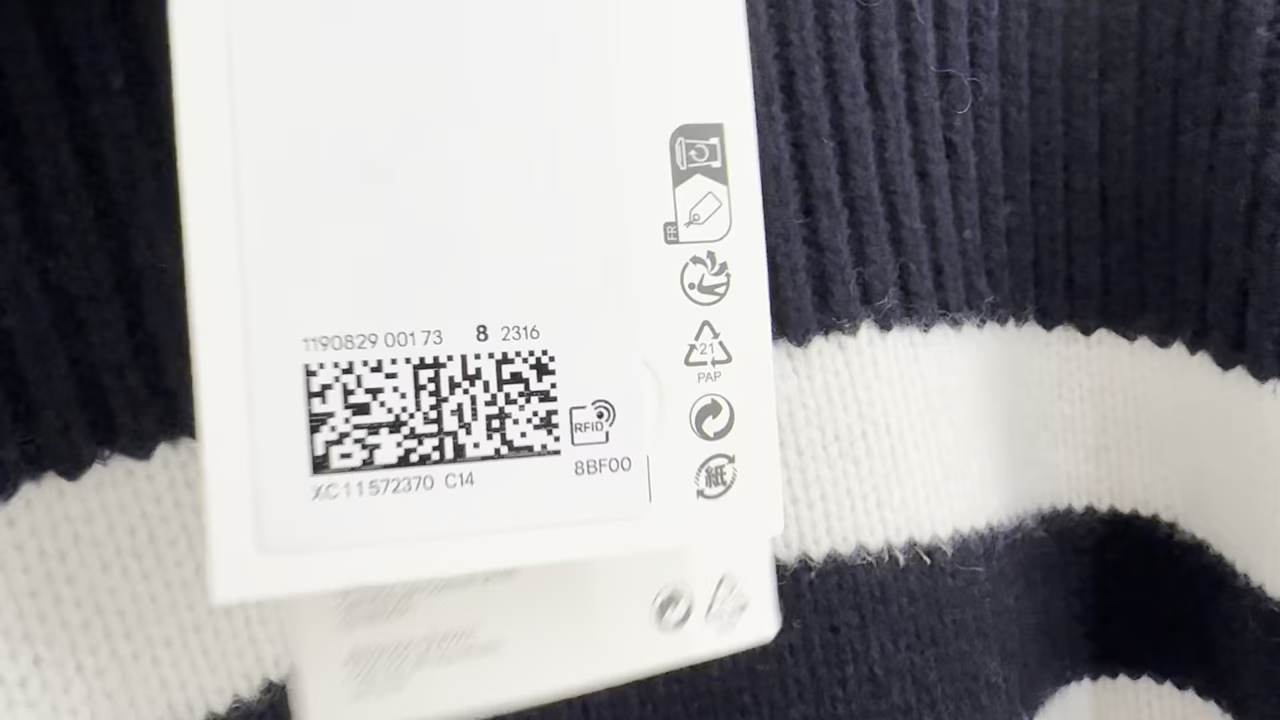 FR
21
PAP
1190829 00173 8 2316
RFID
8BF00
XC11572370 C14
紙